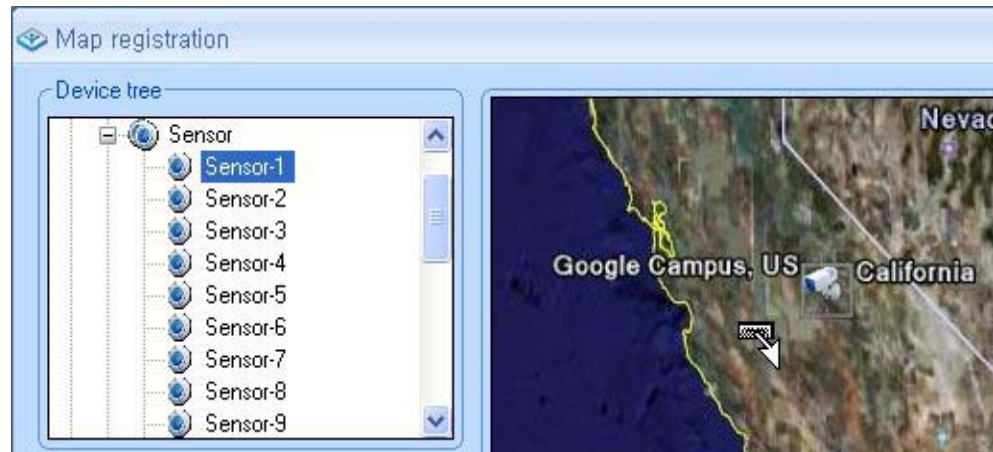 Map registration
Device tree
Sensor
Sensor-1
Sensor-2
Sensor-3
Sensor-4
Sensor-5
Sensor-6
Sensor-7
Sensor-8
Sensor-9
Nevad
Google Campus, US
California